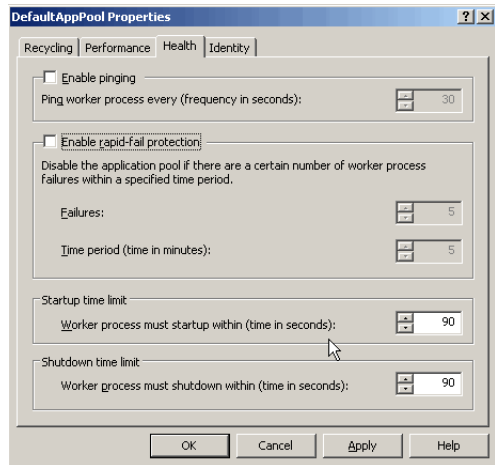 DefaultAppPool Properties
Recycling Performance Health Identity
Enable pinging
Ping worker process every (frequency in seconds): 30
Enable rapid-fail protection
Disable the application pool if there are a certain number of worker process
failures within a specified time period.
Failures: 5
Time period (time in minutes): 5
Startup time limit
Worker process must startup within (time in seconds): 90
Shutdown time limit
Worker process must shutdown within (time in seconds): 90
OK Cancel Apply Help